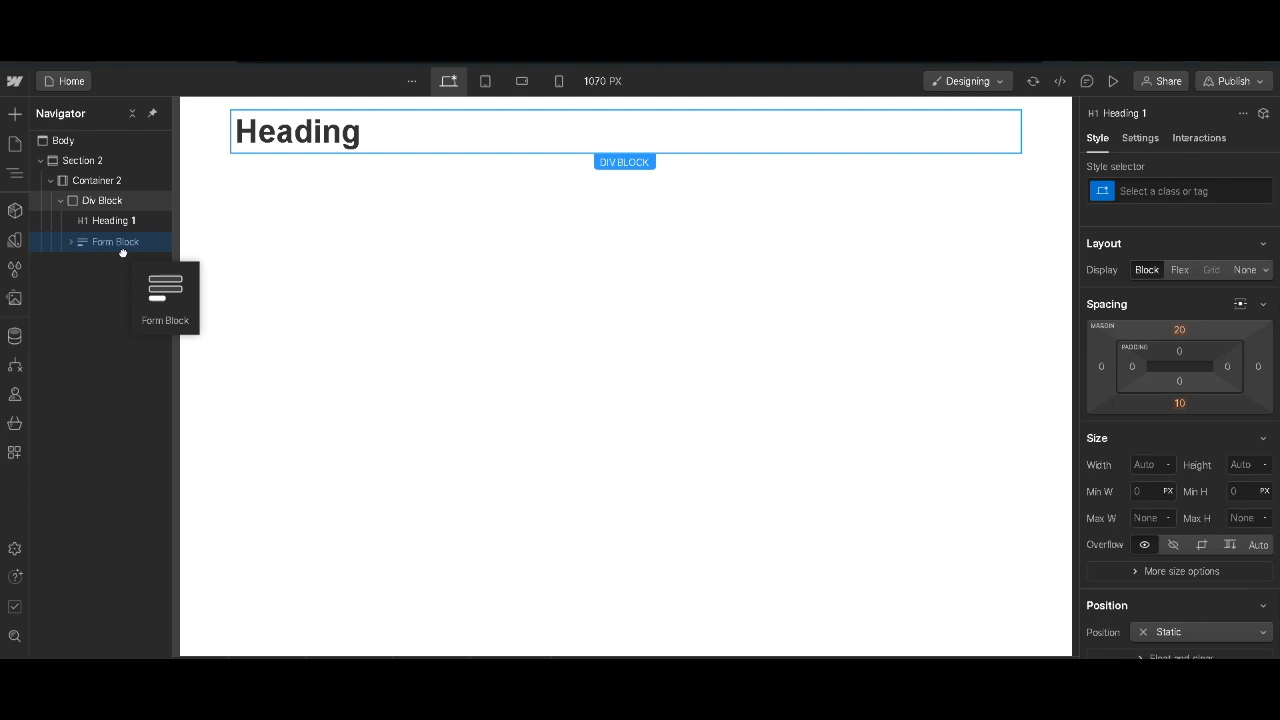 Home
1070 PX
Designing
Share
Publish
Navigator
Body
Section 2
Container 2
Div Block
H1 Heading 1
Form Block
Form Block
Heading
DIV BLOCK
H1 Heading 1
Style Settings Interactions
Style selector
Select a class or tag
Layout
Display Block Flex Grid None
Spacing
MARGIN
20
PADDING
0
0 0 0 0
0
10
Size
Width Auto - Height Auto -
Min W 0 PX Min H 0 PX
Max W None - Max H None -
Overflow Auto
More size options
Position
Position Static
Float and clear